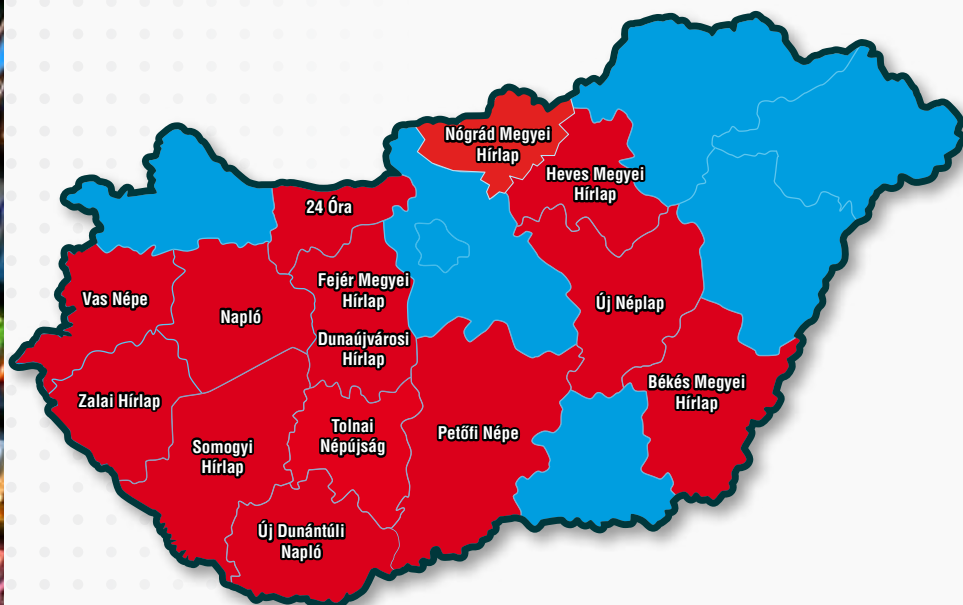 Nógrád Megyei
Hírlap
Heves Megyei
Hírlap
24 Óra
Fejér Megyei
Hírlap
Vas Népe
Napló
Új Néplap
Dunaújvárosi
Hírlap
Zalai Hírlap
Békés Megyei
Hírlap
Somogyi
Hírlap
Tolnai
Népújság
Petőfi Népe
Új Dunántúli
Napló